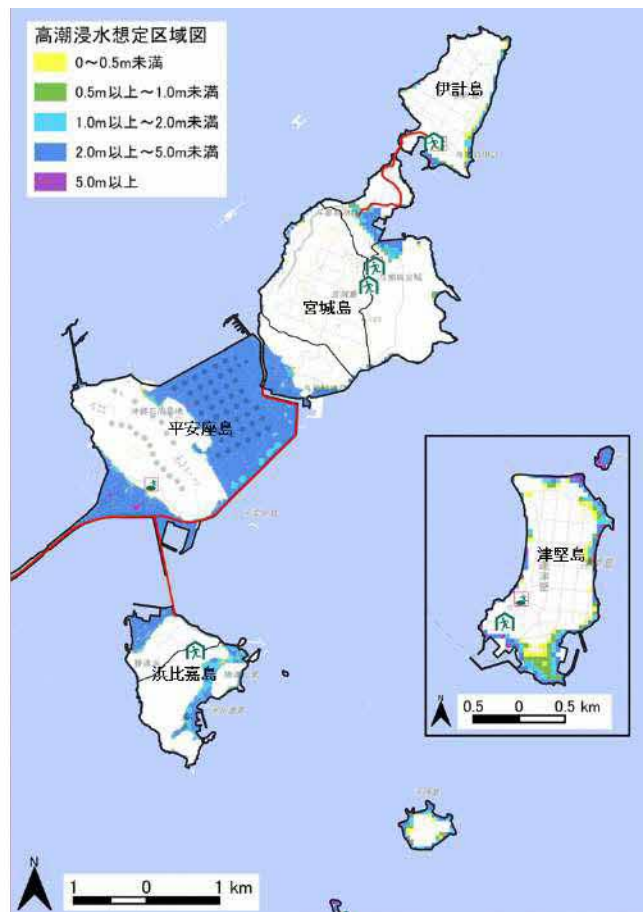 高潮浸水想定区域図
0～0.5m未満
0.5m以上～1.0m未満
1.0m以上～2.0m未満
2.0m以上～5.0m未満
5.0m以上
伊計島
宮城島
平安座島
津堅島
浜比嘉島
N
0.5 0 0.5 km
N
1 0 1 km